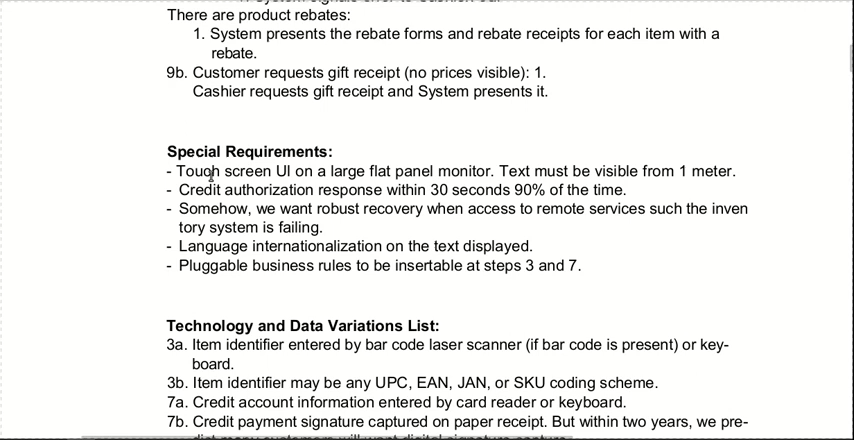 There are product rebates:
1. System presents the rebate forms and rebate receipts for each item with a
rebate.
9b. Customer requests gift receipt (no prices visible): 1.
Cashier requests gift receipt and System presents it.
Special Requirements:
- Touch screen UI on a large flat panel monitor. Text must be visible from 1 meter.
- Credit authorization response within 30 seconds 90% of the time.
- Somehow, we want robust recovery when access to remote services such the inven
tory system is failing.
- Language internationalization on the text displayed.
- Pluggable business rules to be insertable at steps 3 and 7.
Technology and Data Variations List:
3a. Item identifier entered by bar code laser scanner (if bar code is present) or key-
board.
3b. Item identifier may be any UPC, EAN, JAN, or SKU coding scheme.
7a. Credit account information entered by card reader or keyboard.
7b. Credit payment signature captured on paper receipt. But within two years, we pre-